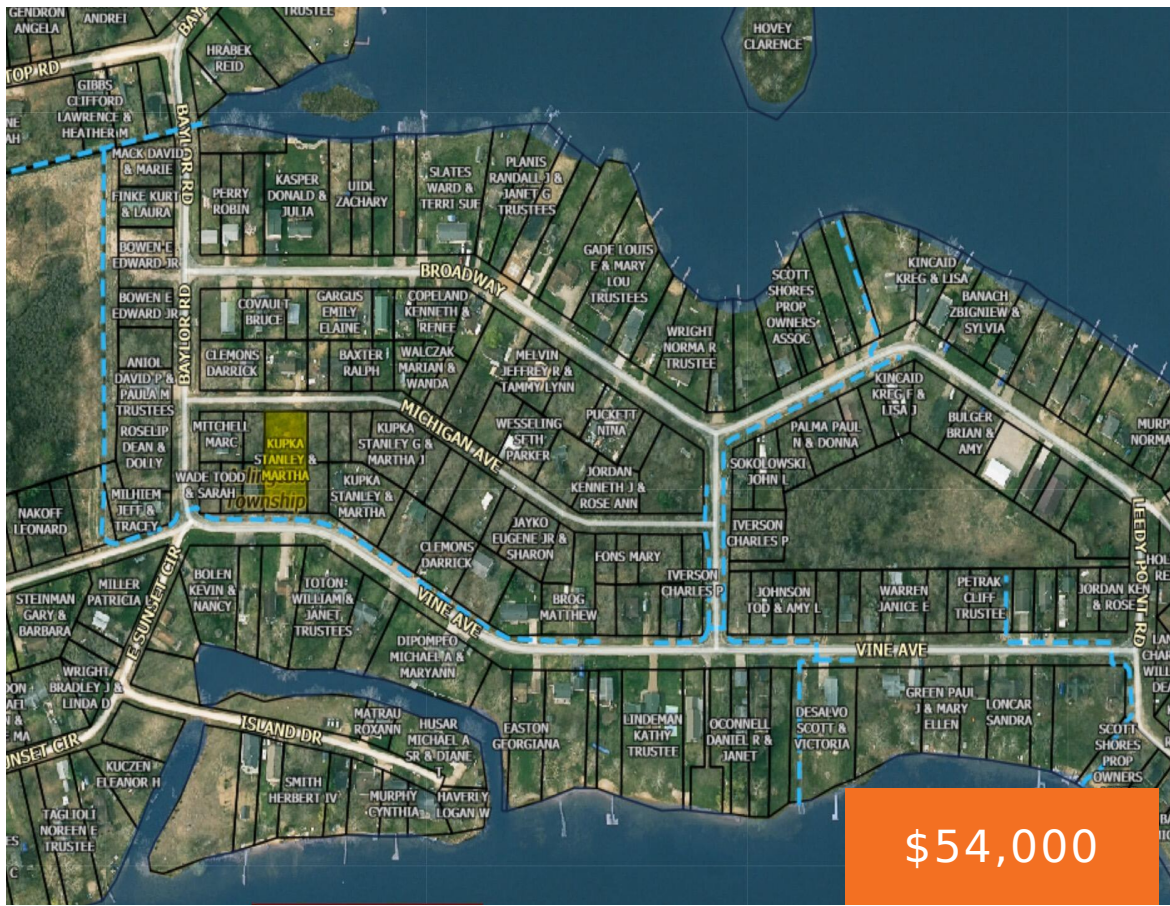 GENDRON
ANGELA
ANDREI
TRUSTEE
HOVEY
CLARENCE
HRABEK
REID
TOP RD
GIBBS
CLIFFORD
LAWRENCE &
HEATHER M
BAYLOR RD
MACK DAVID
& MARIE
FINKE KURT
& LAURA
BOWEN E
EDWARD JR
BOWEN E
EDWARD JR
PERRY
ROBIN
KASPER
DONALD &
JULIA
UIDL
ZACHARY
SLATES
WARD &
TERRI SUE
PLANIS
RANDALL J &
JANET G
TRUSTEES
BROADWAY
GADE LOUIS
E & MARY
LOU
TRUSTEES
SCOTT
SHORES
PROP
OWNERS
ASSOC
KINCAID
KREG & LISA
BANACH
ZBIGNIEW &
SYLVIA
BAYLOR RD
COVAULT
BRUCE
GARGUS
EMILY
ELAINE
COPELAND
KENNETH &
RENEE
WRIGHT
NORMA R
TRUSTEE
ANIOL
DAVID P &
PAULA M
TRUSTEES
CLEMONS
DARRICK
BAXTER
RALPH
WALCZAK
MARIAN &
WANDA
MELVIN
JEFFREY R &
TAMMY LYNN
KINCAID
KREG F &
LISA J
MICHIGAN AVE
ROSELIP
DEAN &
DOLLY
MITCHELL
MARC
KUPKA
STANLEY &
MARTHA
Township
KUPKA
STANLEY G &
MARTHA J
WESSELING
SETH
PARKER
PUCKETT
NINA
PALMA PAUL
N & DONNA
BULGER
BRIAN &
AMY
WADE TODD
& SARAH
KUPKA
STANLEY &
MARTHA
JORDAN
KENNETH J &
ROSE ANN
SOKOLOWSKI
JOHN L
NAKOFF
LEONARD
MILHIEM
JEFF &
TRACEY
JAYKO
EUGENE JR &
SHARON
IVERSON
CHARLES P
LEEDY POINT RD
E SUNSET CIR
CLEMONS
DARRICK
FONS MARY
IVERSON
CHARLES P
STEINMAN
GARY &
BARBARA
MILLER
PATRICIA
BOLEN
KEVIN &
NANCY
TOTON
WILLIAM &
JANET
TRUSTEES
VINE AVE
BROG
MATTHEW
JOHNSON
TOD & AMY L
WARREN
JANICE E
PETRAK
CLIFF
TRUSTEE
JORDAN KEN
& ROSE
DIPOMPEO
MICHAEL A &
MARYANN
VINE AVE
WRIGHT
BRADLEY J &
LINDA D
ISLAND DR
MATRAU
ROXANN
HUSAR
MICHAEL A
SR & DIANE
T
EASTON
GEORGIANA
LINDEMAN
KATHY
TRUSTEE
OCONNELL
DANIEL R &
JANET
DESALVO
SCOTT &
VICTORIA
GREEN PAUL
J & MARY
ELLEN
LONCAR
SANDRA
SCOTT
SHORES
PROP
OWNERS
KUCZEN
ELEANOR H
SMITH
HERBERT IV
MURPHY
CYNTHIA
HAVERLY
LOGAN W
TAGLIOLI
NOREEN E
TRUSTEE
$54,000